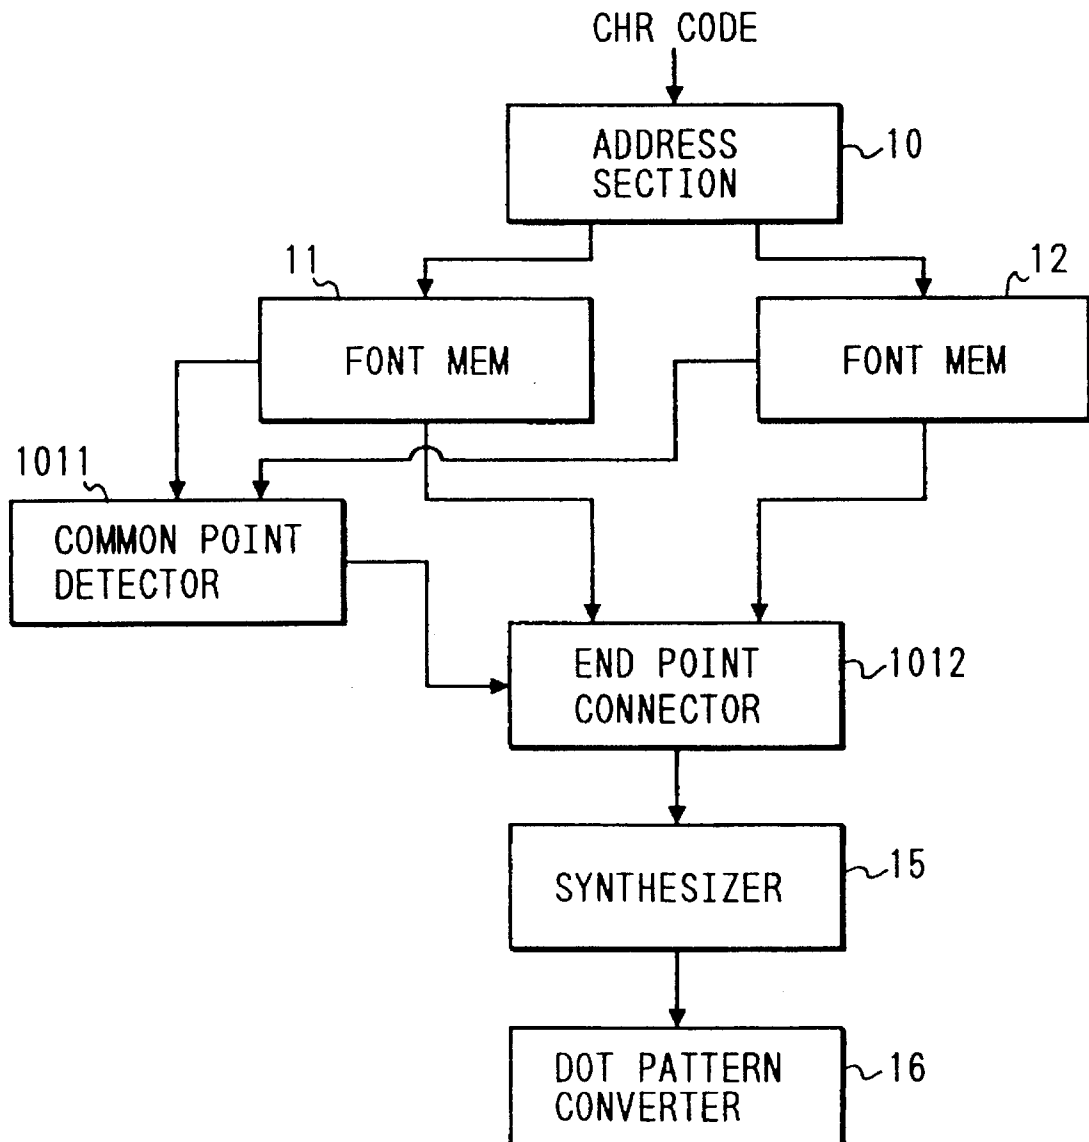 CHR CODE
ADDRESS
SECTION
10
11
12
FONT MEM
FONT MEM
1011
COMMON POINT
DETECTOR
END POINT
CONNECTOR
1012
SYNTHESIZER
15
DOT PATTERN
CONVERTER
16